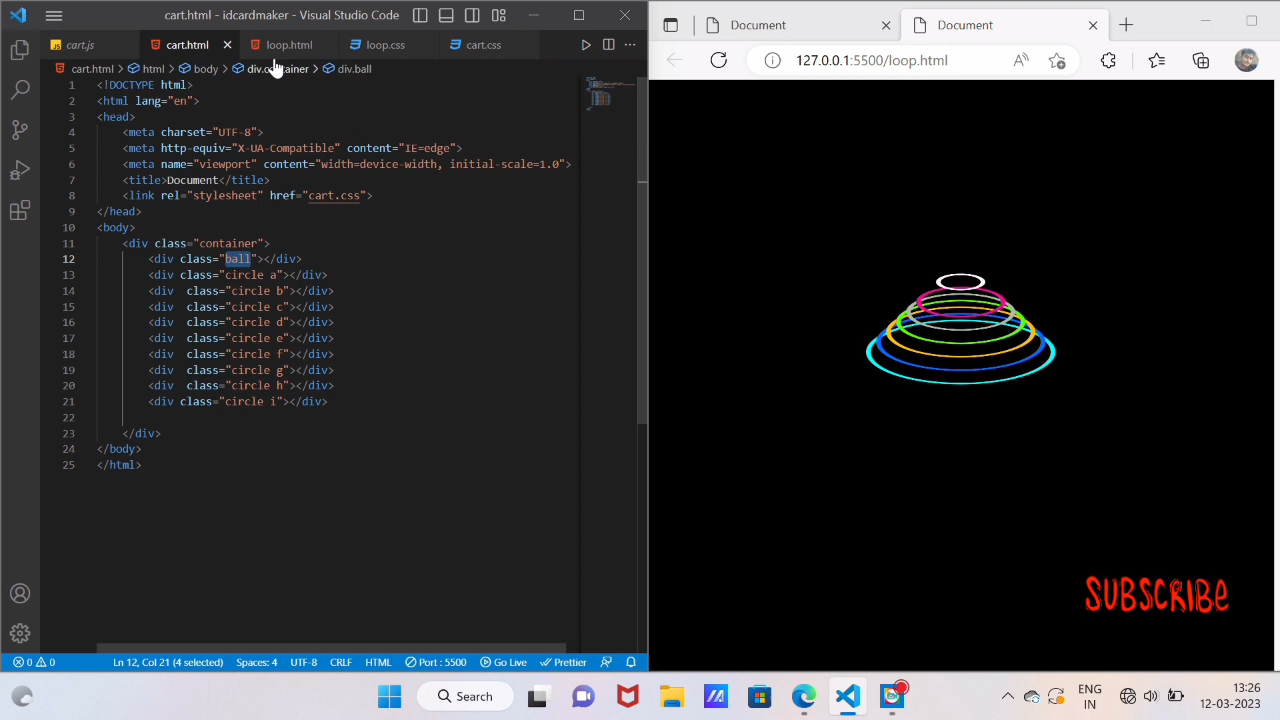 cart.html - idcardmaker - Visual Studio Code
cart.js
cart.html
loop.html
loop.css
cart.css
cart.html > html > body > div.container > div.ball
1 <!DOCTYPE html>
2 <html lang="en">
3 <head>
4 <meta charset="UTF-8">
5 <meta http-equiv="X-UA-Compatible" content="IE=edge">
6 <meta name="viewport" content="width=device-width, initial-scale=1.0">
7 <title>Document</title>
8 <link rel="stylesheet" href="cart.css">
9 </head>
10 <body>
11 <div class="container">
12 <div class="ball"></div>
13 <div class="circle a"></div>
14 <div  class="circle b"></div>
15 <div  class="circle c"></div>
16 <div  class="circle d"></div>
17 <div  class="circle e"></div>
18 <div  class="circle f"></div>
19 <div  class="circle g"></div>
20 <div  class="circle h"></div>
21 <div  class="circle i"></div>
22
23 </div>
24 </body>
25 </html>
0 0 Ln 12, Col 21 (4 selected) Spaces: 4 UTF-8 CRLF HTML Port : 5500 Go Live Prettier
Document
Document
127.0.0.1:5500/loop.html
SUBSCRIBE
Search
ENG
IN
13:26
12-03-2023